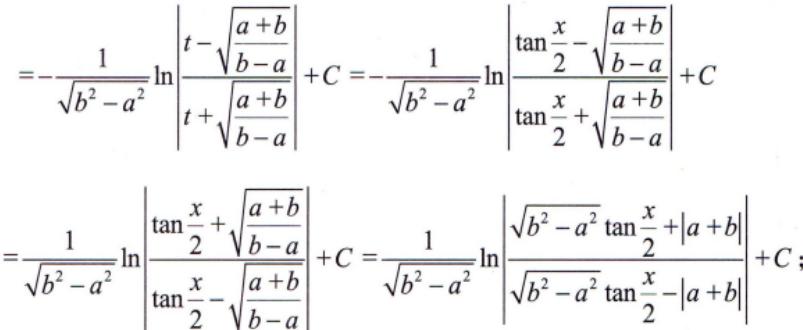 $=-\frac{1}{\sqrt{b^2-a^2}}\ln\left|\frac{t-\sqrt{\frac{a+b}{b-a}}}{t+\sqrt{\frac{a+b}{b-a}}}\right|+C=-\frac{1}{\sqrt{b^2-a^2}}\ln\left|\frac{\tan\frac{x}{2}-\sqrt{\frac{a+b}{b-a}}}{\tan\frac{x}{2}+\sqrt{\frac{a+b}{b-a}}}\right|+C$
$=\frac{1}{\sqrt{b^2-a^2}}\ln\left|\frac{\tan\frac{x}{2}+\sqrt{\frac{a+b}{b-a}}}{\tan\frac{x}{2}-\sqrt{\frac{a+b}{b-a}}}\right|+C=\frac{1}{\sqrt{b^2-a^2}}\ln\left|\frac{\sqrt{b^2-a^2}\tan\frac{x}{2}+|a+b|}{\sqrt{b^2-a^2}\tan\frac{x}{2}-|a+b|}\right|+C;$